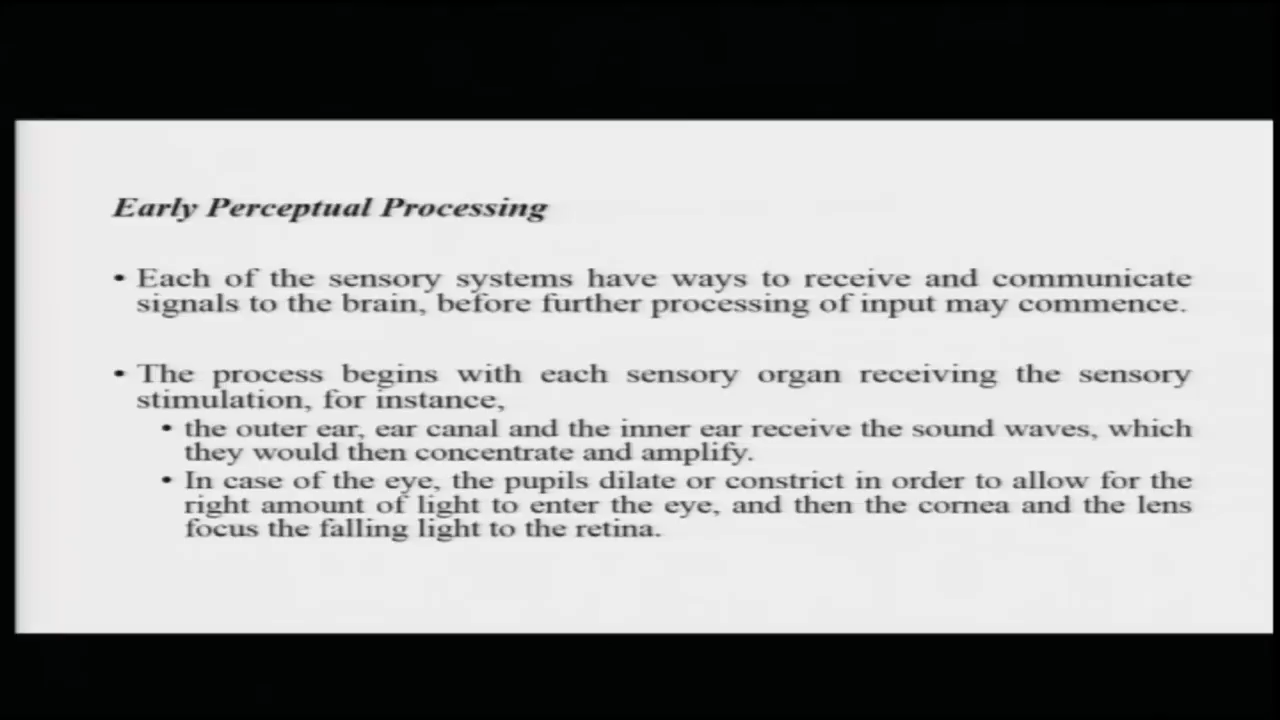 Early Perceptual Processing
• Each of the sensory systems have ways to receive and communicate
signals to the brain, before further processing of input may commence.
• The process begins with each sensory organ receiving the sensory
stimulation, for instance,
• the outer ear, ear canal and the inner ear receive the sound waves, which
they would then concentrate and amplify.
• In case of the eye, the pupils dilate or constrict in order to allow for the
right amount of light to enter the eye, and then the cornea and the lens
focus the falling light to the retina.